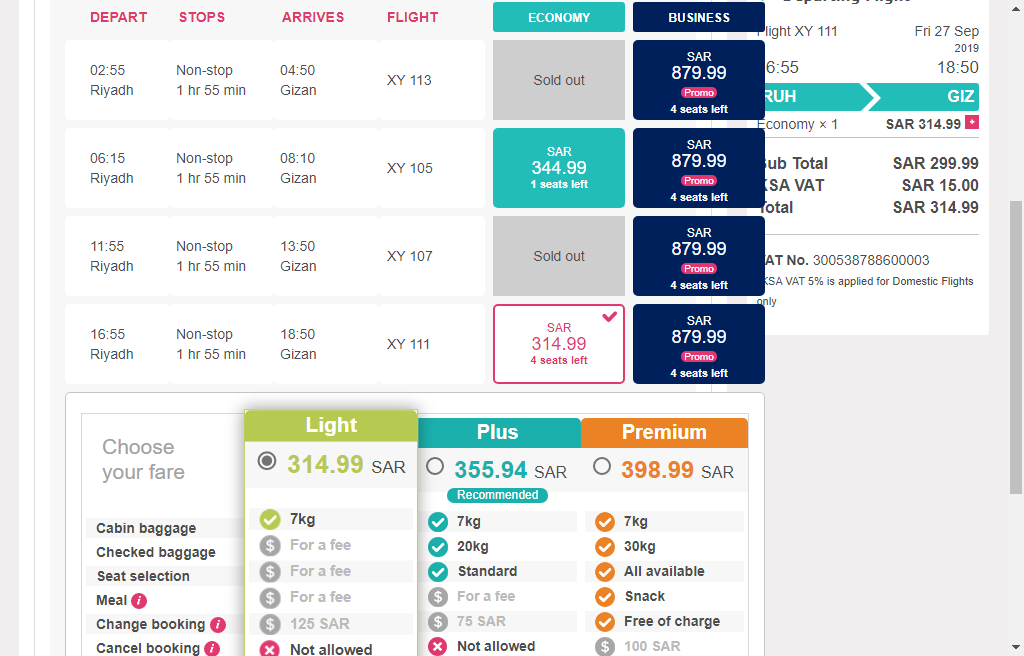 DEPART STOPS ARRIVES FLIGHT ECONOMY BUSINESS
02:55 Non-stop 04:50 XY 113 Sold out SAR
Riyadh 1 hr 55 min Gizan 879.99
Promo
4 seats left
06:15 Non-stop 08:10 XY 105 SAR SAR
Riyadh 1 hr 55 min Gizan 344.99 879.99
1 seats left Promo
4 seats left
11:55 Non-stop 13:50 XY 107 Sold out SAR
Riyadh 1 hr 55 min Gizan 879.99
Promo
4 seats left
16:55 Non-stop 18:50 XY 111 SAR SAR
Riyadh 1 hr 55 min Gizan 314.99 879.99
4 seats left Promo
4 seats left
Flight XY 111 Fri 27 Sep
2019
16:55 18:50
RUH GIZ
Economy × 1 SAR 314.99 +
Sub Total SAR 299.99
KSA VAT SAR 15.00
Total SAR 314.99
VAT No. 300538788600003
KSA VAT 5% is applied for Domestic Flights
only
Choose
your fare
Light Plus Premium
314.99 SAR 355.94 SAR 398.99 SAR
Recommended
Cabin baggage 7kg 7kg 7kg
Checked baggage $ For a fee 20kg 30kg
Seat selection $ For a fee Standard All available
Meal i $ For a fee $ For a fee Snack
Change booking i $ 125 SAR $ 75 SAR Free of charge
Cancel booking i Not allowed Not allowed $ 100 SAR